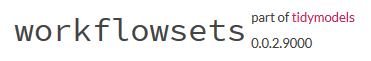 workflowsets
part of tidymodels
0.0.2.9000